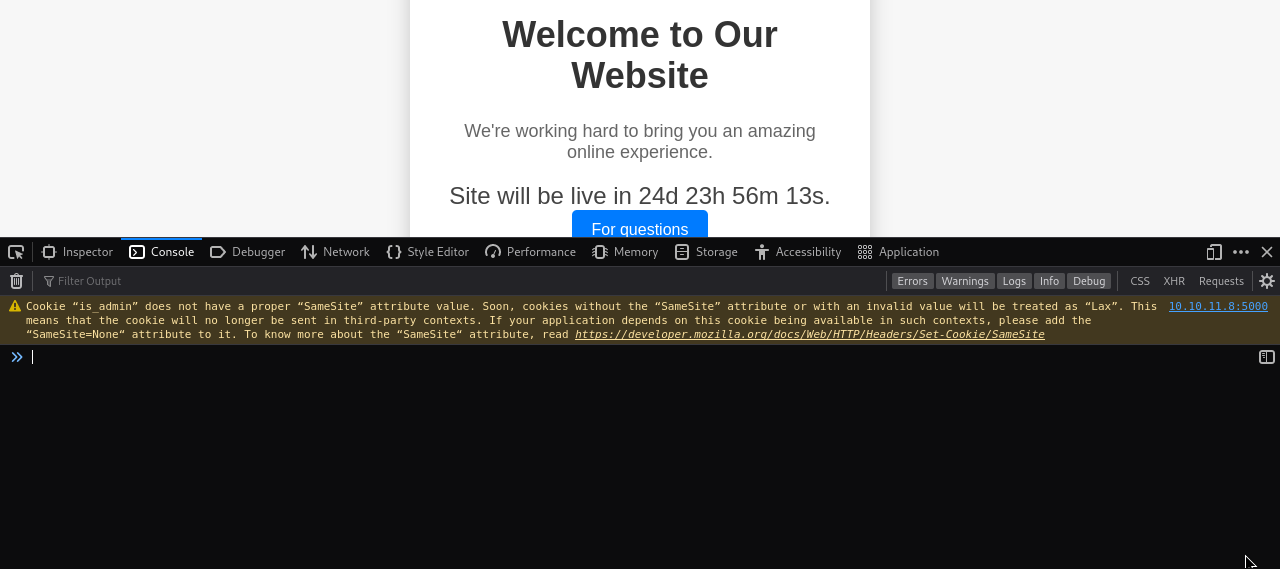 Welcome to Our
Website
We're working hard to bring you an amazing
online experience.
Site will be live in 24d 23h 56m 13s.
For questions
Inspector Console Debugger Network Style Editor Performance Memory Storage Accessibility Application
Filter Output Errors Warnings Logs Info Debug CSS XHR Requests
Cookie “is_admin” does not have a proper “SameSite” attribute value. Soon, cookies without the “SameSite” attribute or with an invalid value will be treated as “Lax”. This 10.10.11.8:5000
means that the cookie will no longer be sent in third-party contexts. If your application depends on this cookie being available in such contexts, please add the
“SameSite=None“ attribute to it. To know more about the “SameSite“ attribute, read https://developer.mozilla.org/docs/Web/HTTP/Headers/Set-Cookie/SameSite